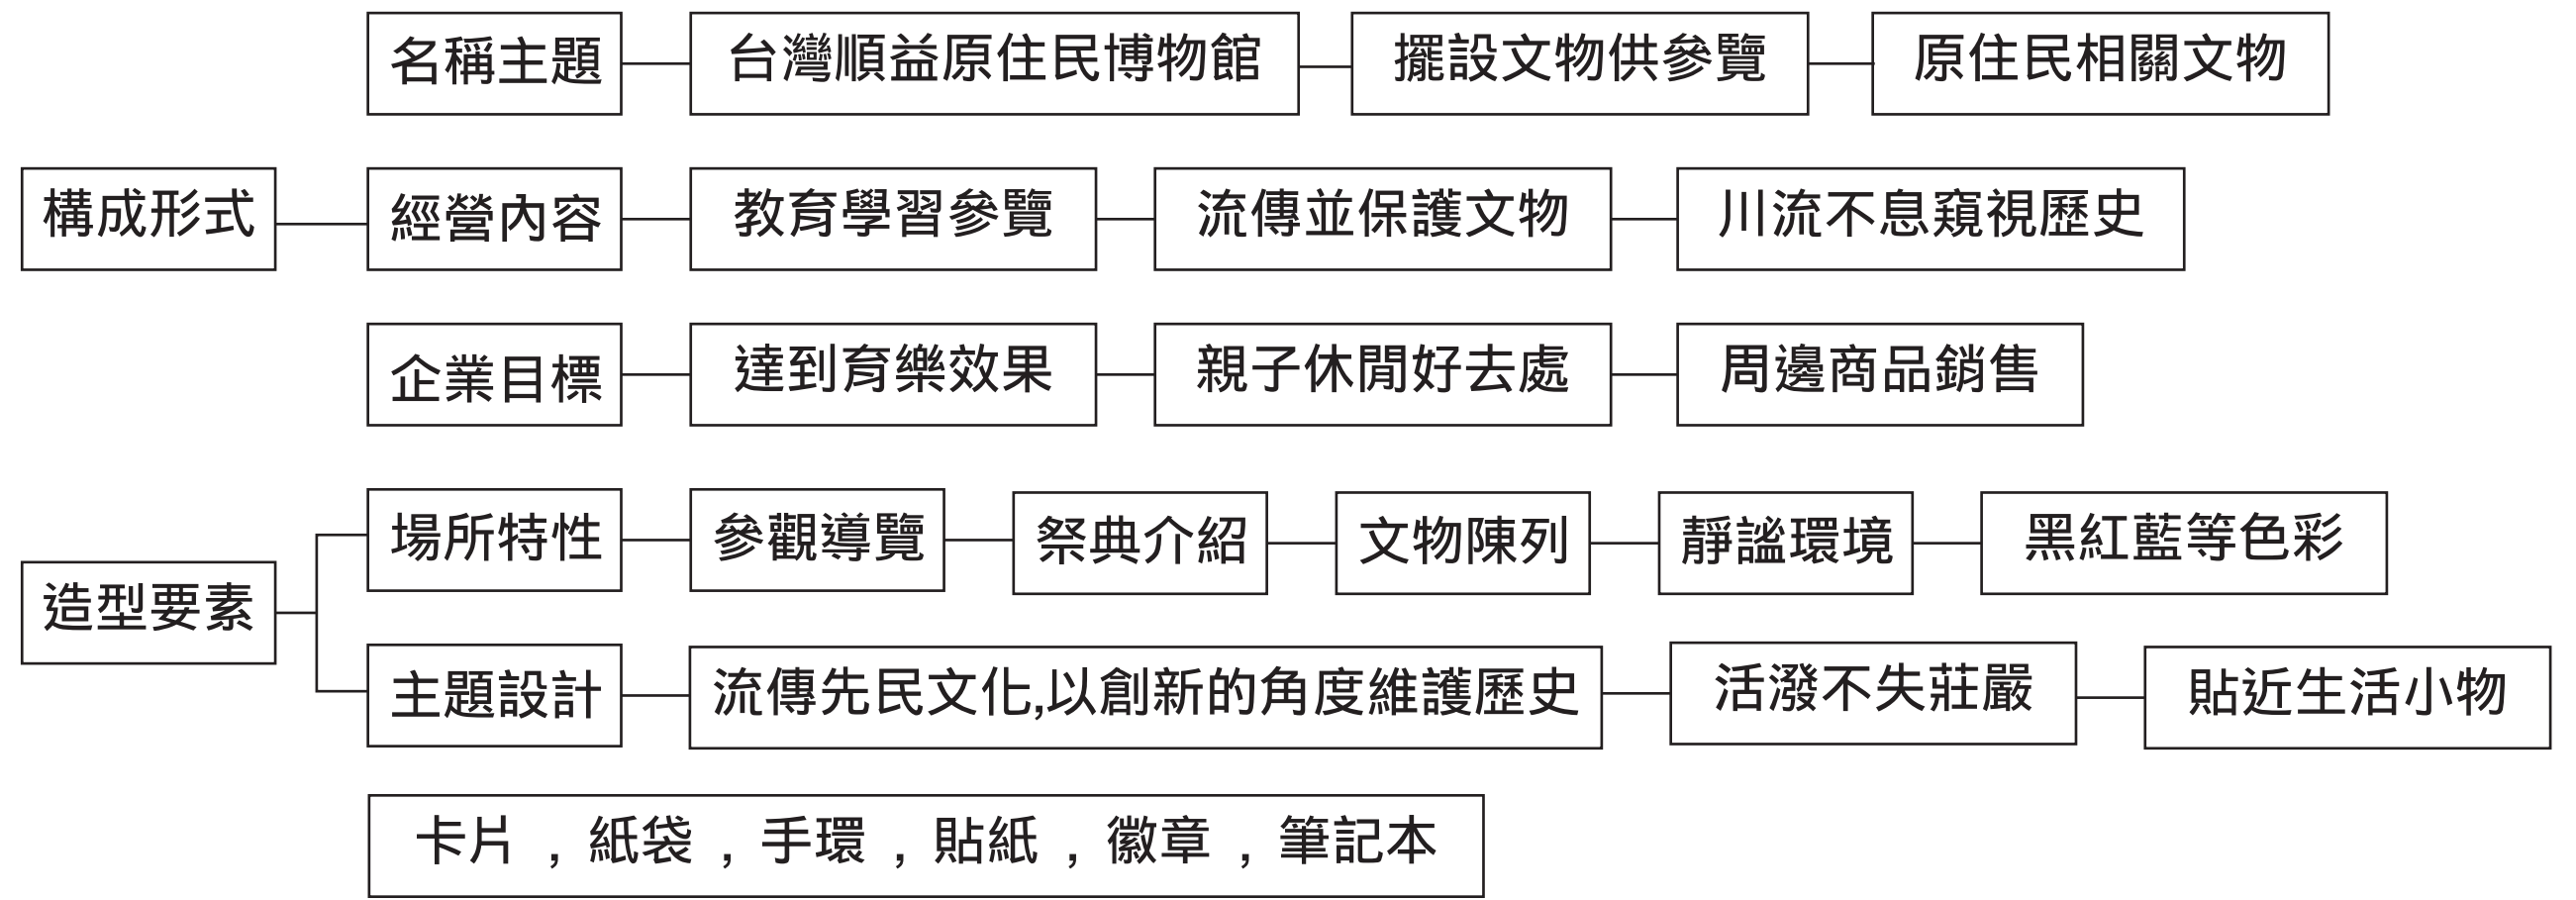 名稱主題 台灣順益原住民博物館 擺設文物供參覽 原住民相關文物
構成形式 經營內容 教育學習參覽 流傳並保護文物 川流不息窺視歷史
企業目標 達到育樂效果 親子休閒好去處 周邊商品銷售
場所特性 參觀導覽 祭典介紹 文物陳列 靜謐環境 黑紅藍等色彩
造型要素
主題設計 流傳先民文化,以創新的角度維護歷史 活潑不失莊嚴 貼近生活小物
卡片，紙袋，手環，貼紙，徽章，筆記本